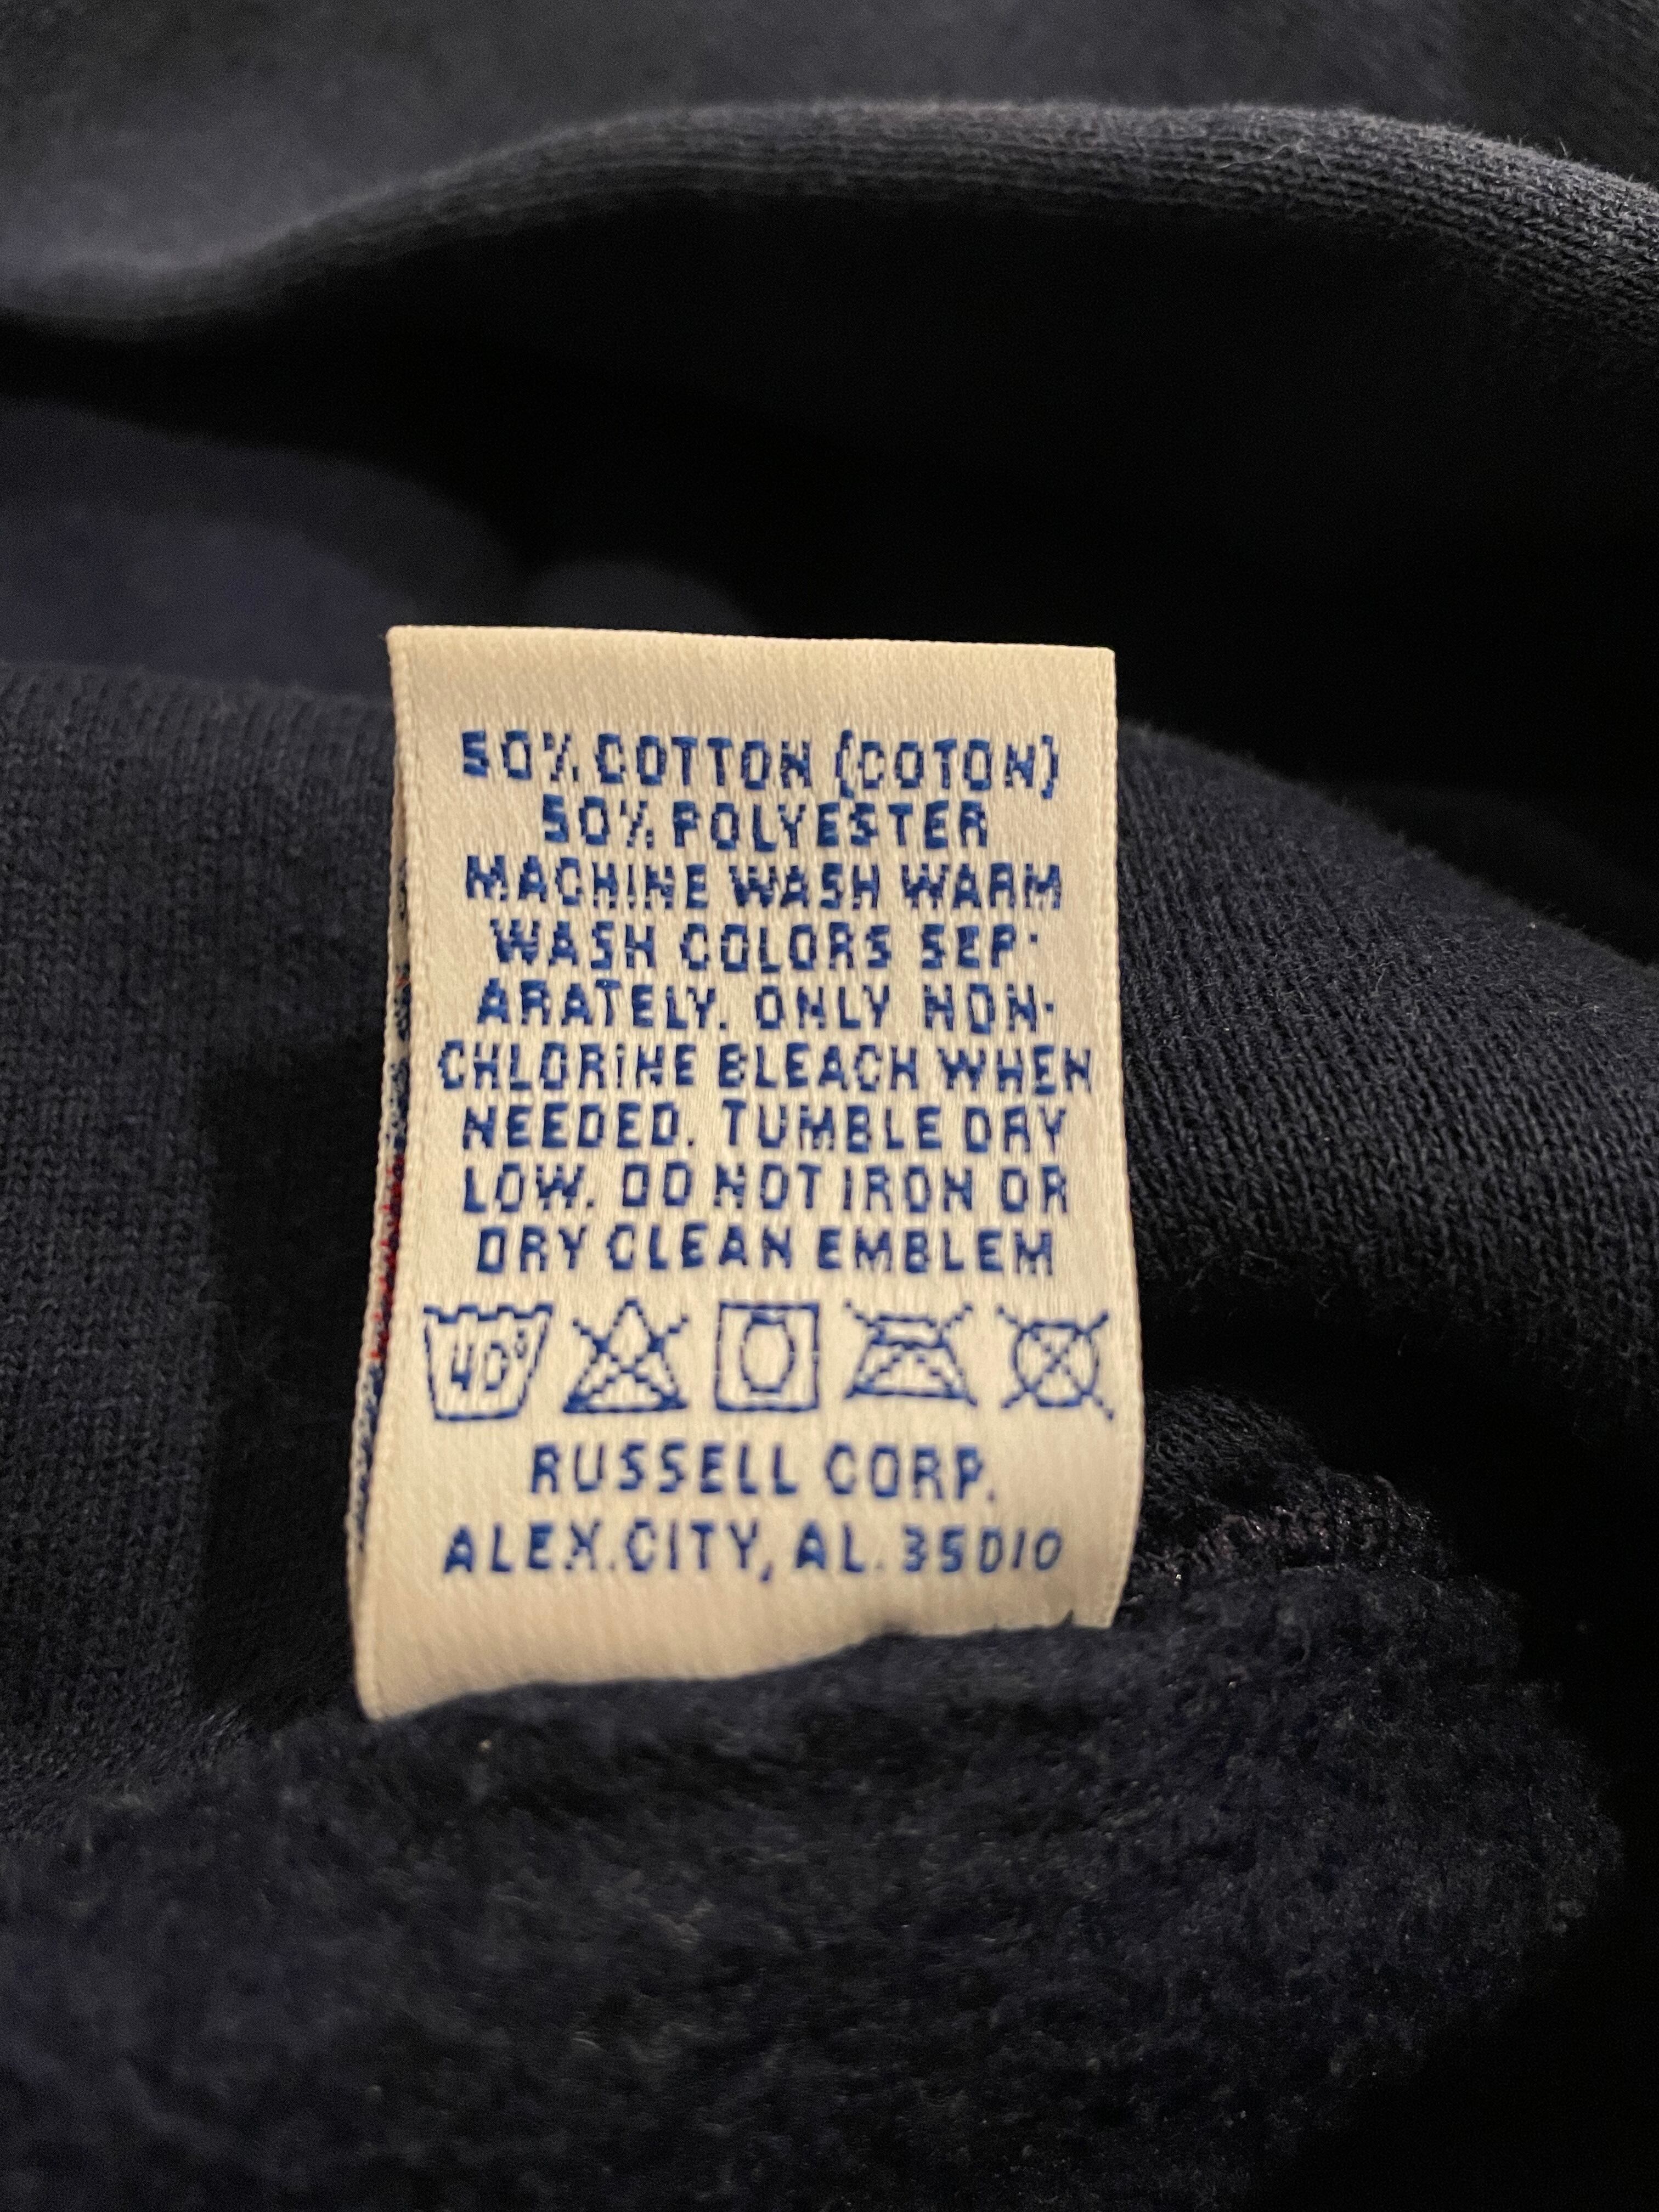 50% COTTON (COTON)
50% POLYESTER
MACHINE WASH WARM
WASH COLORS SEP-
ARATELY. ONLY NON-
CHLORINE BLEACH WHEN
NEEDED. TUMBLE DRY
LOW. DO NOT IRON OR
DRY CLEAN EMBLEM
40°
RUSSELL CORP.
ALEX.CITY, AL. 35010